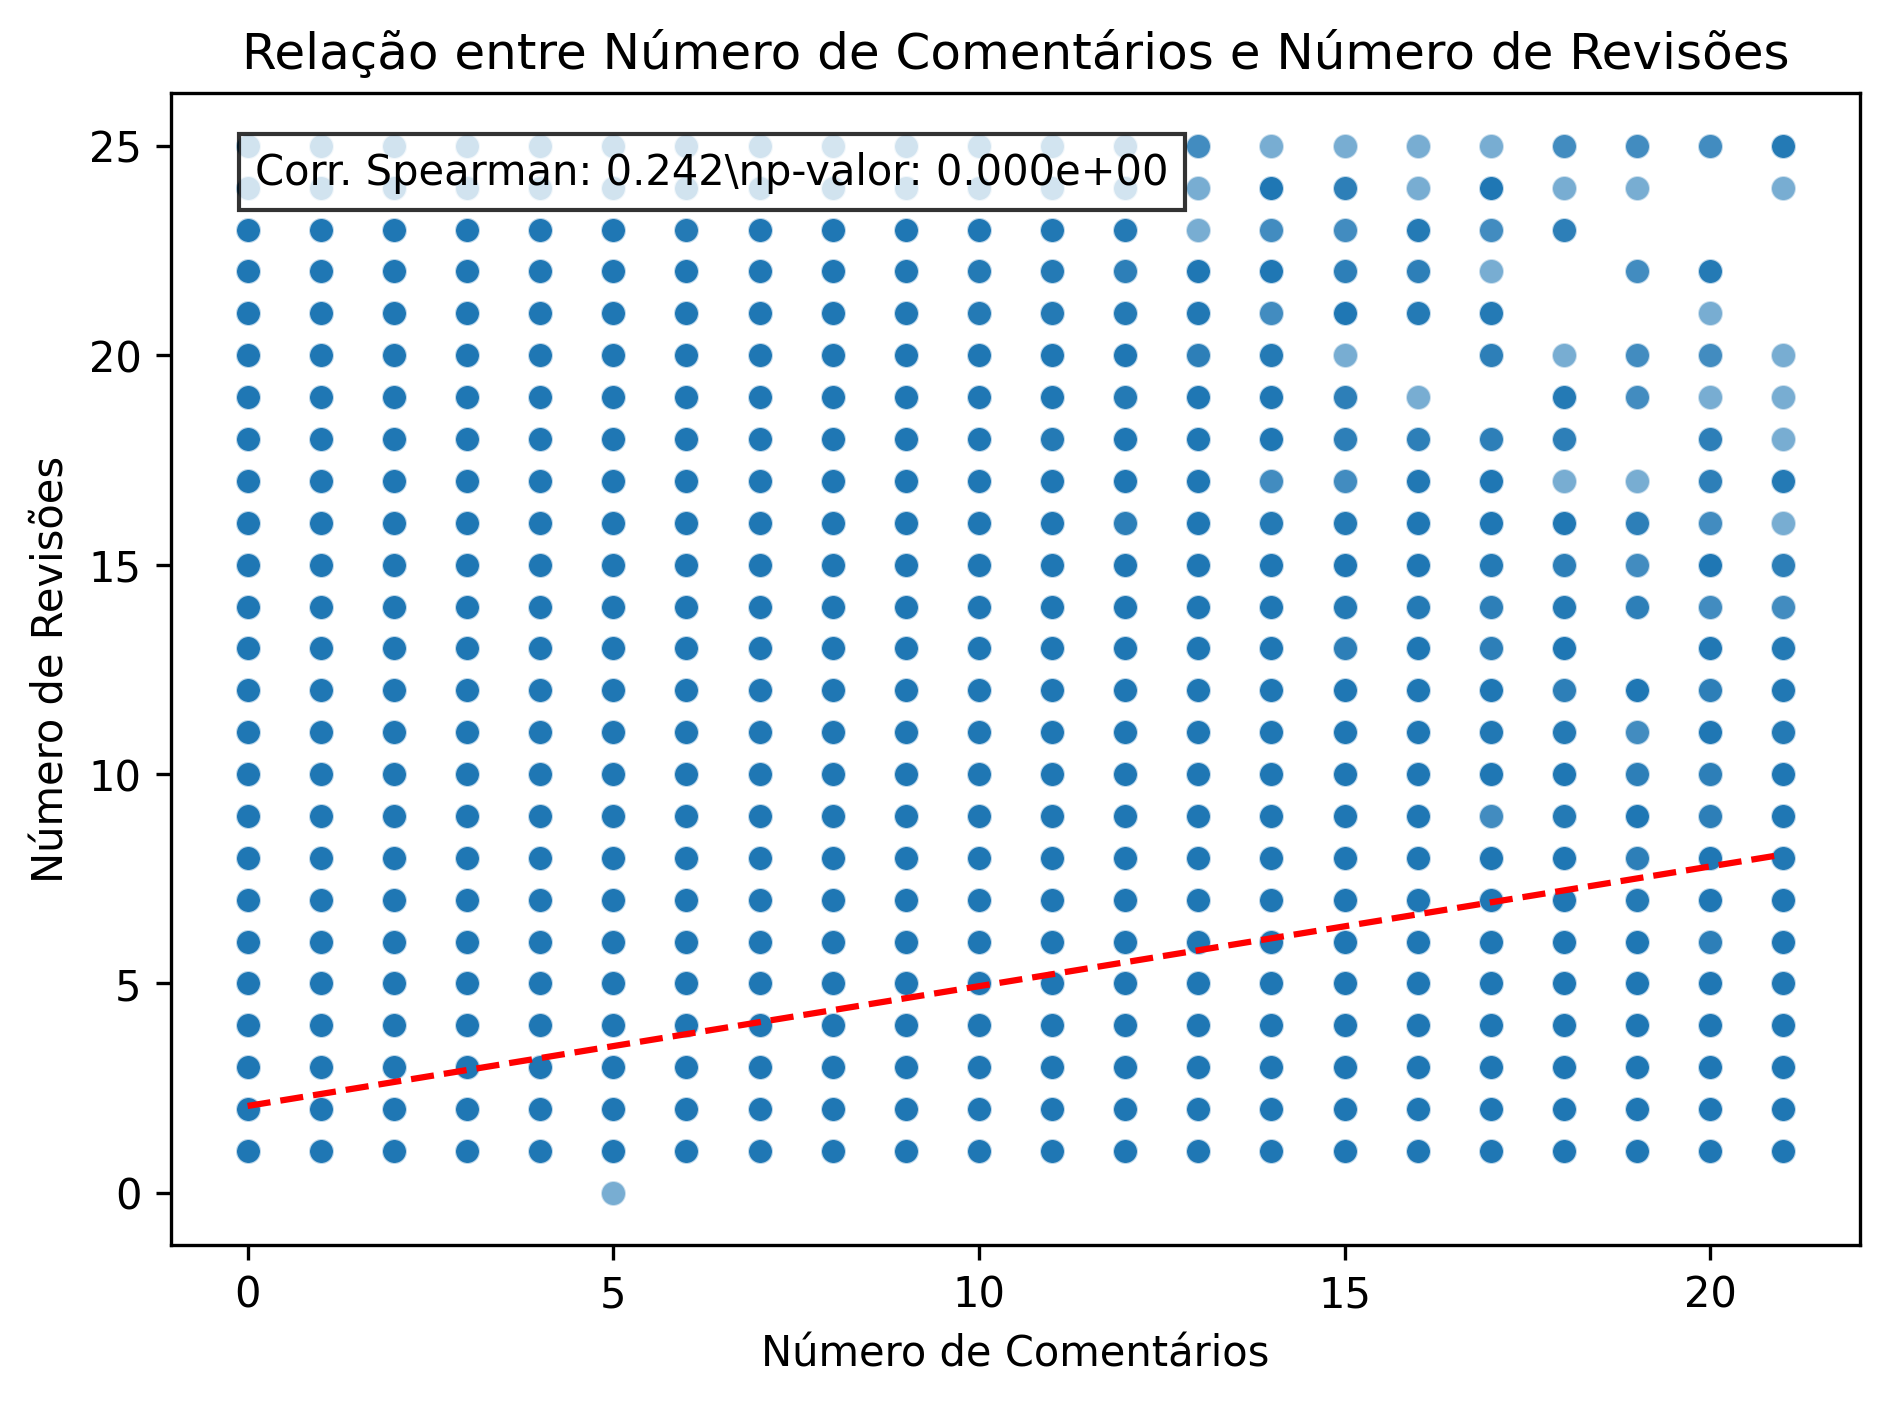 Relação entre Número de Comentários e Número de Revisões
Corr. Spearman: 0.242\np-valor: 0.000e+00
25
20
15
10
5
0
Número de Revisões
0 5 10 15 20
Número de Comentários